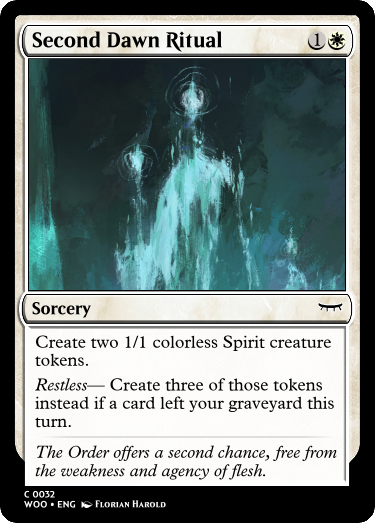 Second Dawn Ritual 1
Sorcery
Create two 1/1 colorless Spirit creature
tokens.
Restless— Create three of those tokens
instead if a card left your graveyard this
turn.
The Order offers a second chance, free from
the weakness and agency of flesh.
C 0032
WOO • ENG Florian Harold